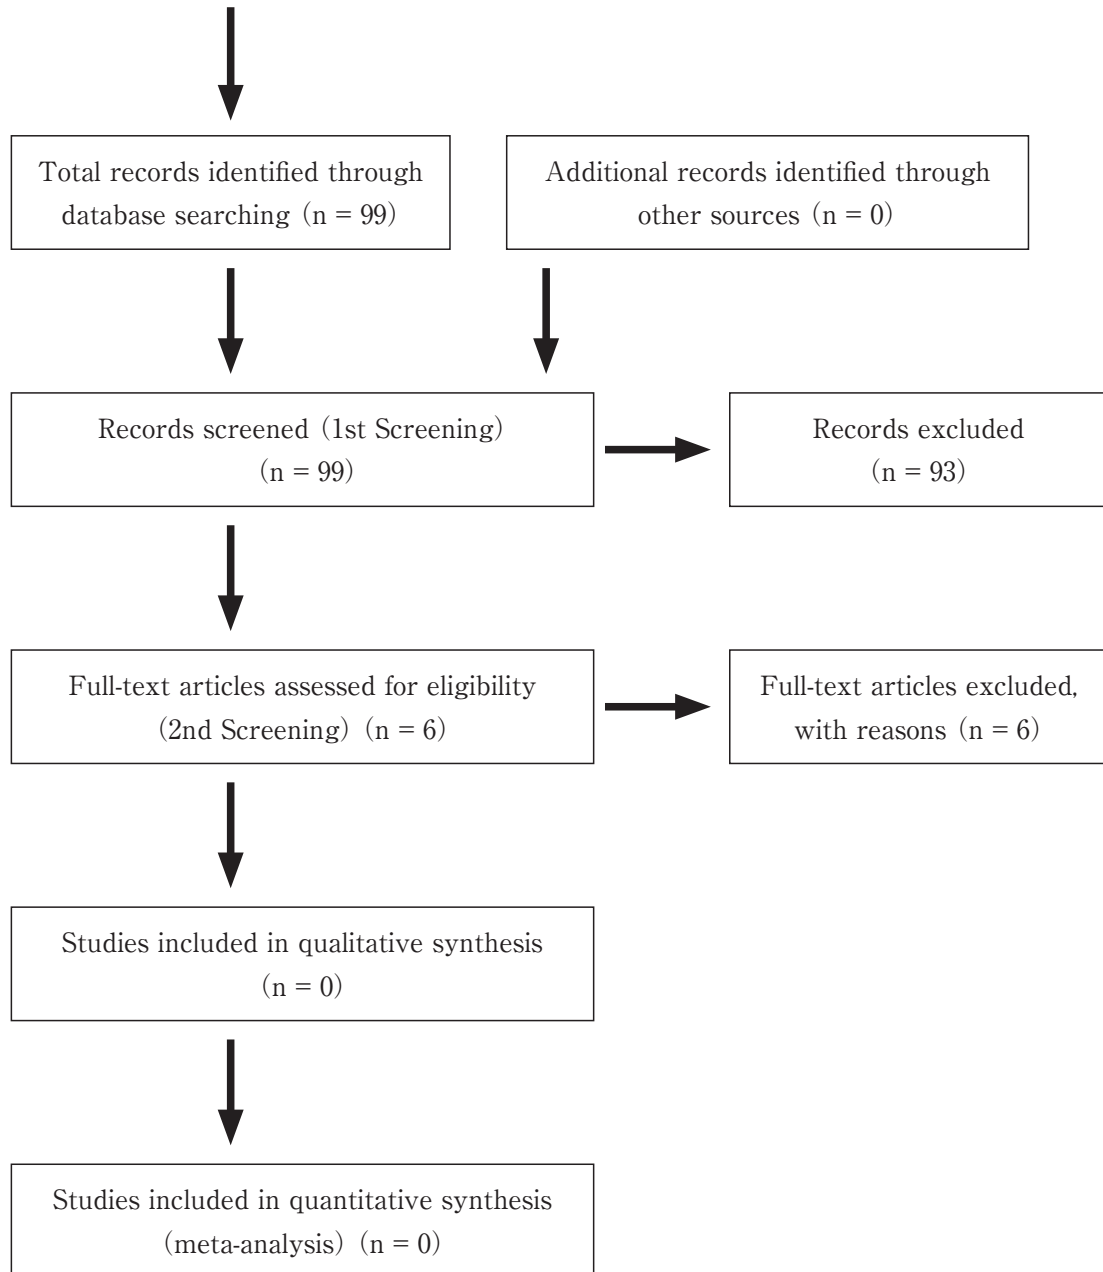 Total records identified through
database searching (n = 99)
Additional records identified through
other sources (n = 0)
Records screened (1st Screening)
(n = 99)
Records excluded
(n = 93)
Full-text articles assessed for eligibility
(2nd Screening) (n = 6)
Full-text articles excluded,
with reasons (n = 6)
Studies included in qualitative synthesis
(n = 0)
Studies included in quantitative synthesis
(meta-analysis) (n = 0)